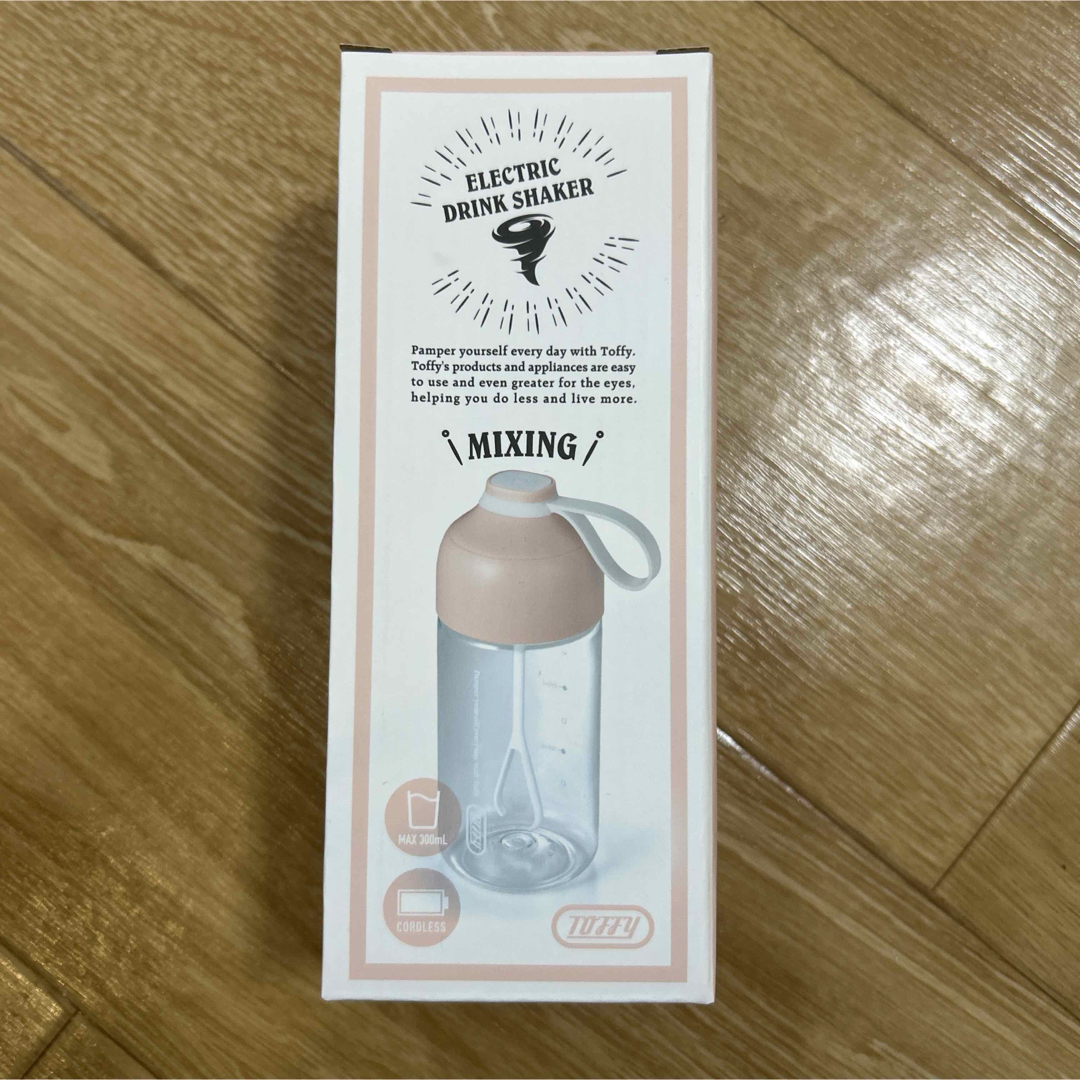 ELECTRIC
DRINK SHAKER
Pamper yourself every day with Toffy.
Toffy's products and appliances are easy
to use and even greater for the eyes,
helping you do less and live more.
MIXING
MAX 300mL
CORDLESS
TOFFY